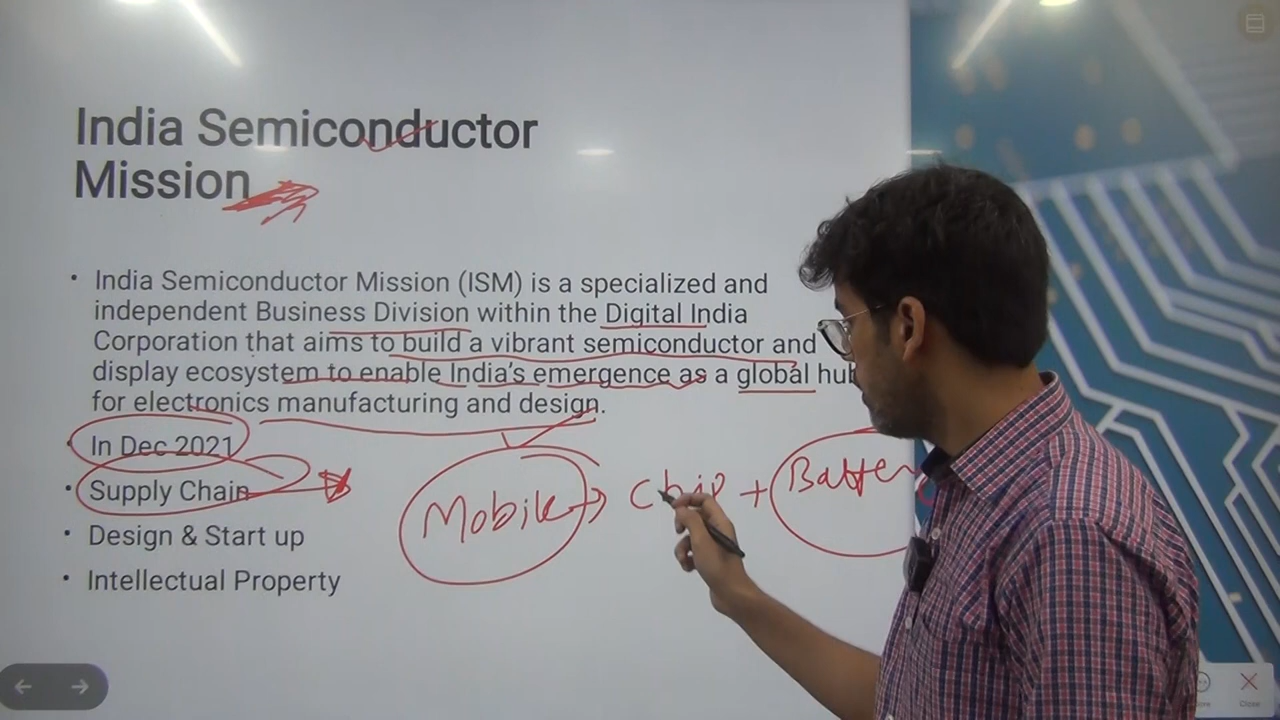 India Semiconductor
Mission
• India Semiconductor Mission (ISM) is a specialized and
independent Business Division within the Digital India
Corporation that aims to build a vibrant semiconductor and
display ecosystem to enable India's emergence as a global hub
for electronics manufacturing and design.
• In Dec 2021
• Supply Chain
• Design & Start up
• Intellectual Property
Mobile → Chip + Batter
Close